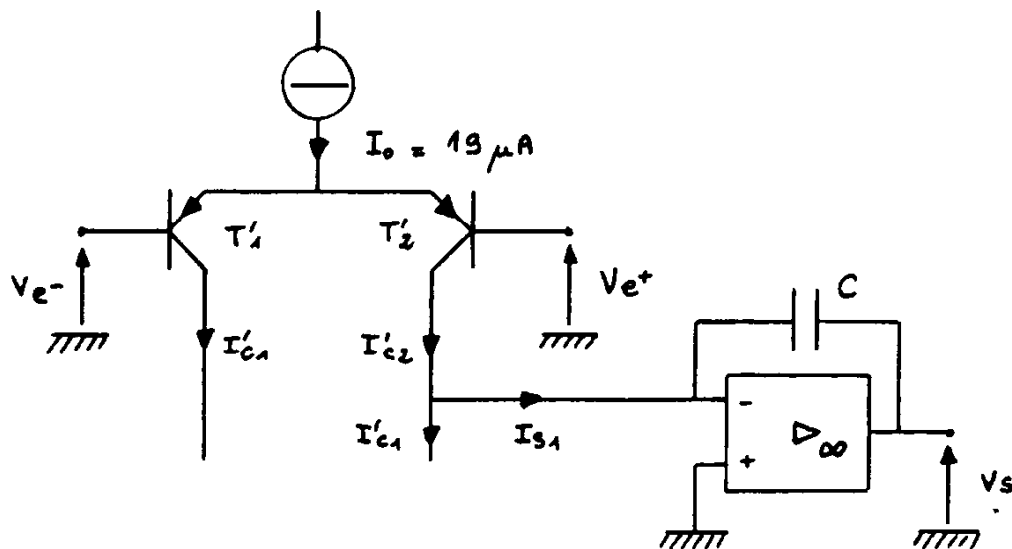 I₀ = 19 µA
T'₁
T'₂
Ve-
Ve+
C
I'c₁
I'c₂
I'c₁
Is₁
-
+
▷∞
Vs